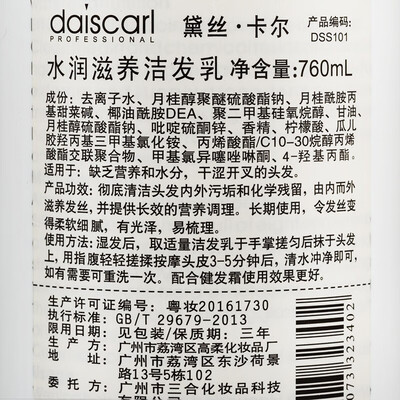 daiscarl
PROFESSIONAL
黛丝·卡尔
产品编码:
DSS101
水润滋养洁发乳 净含量:760mL
成份：去离子水、月桂醇聚醚硫酸酯钠、月桂酰胺丙
基甜菜碱、椰油酰胺DEA、聚二甲基硅氧烷醇、甘油、
月桂醇硫酸酯钠、吡啶硫酮锌、香精、柠檬酸、瓜儿
胶羟丙基三甲基氯化铵、丙烯酸酯/C10-30烷醇丙烯
酸酯交联聚合物、甲基氯异噻唑啉酮、4-羟基丙酯。
适用于：缺乏营养和水分，干涩开叉的头发。
产品功效：彻底清洁头发内外污垢和化学残留，由内而外
滋养发丝，并提供长效的营养调理。长期使用，令发丝变
得柔软细腻，有光泽，易梳理。
使用方法：湿发后，取适量洁发乳于手掌搓匀后抹于头发
上，用指腹轻轻揉按摩头皮3-5分钟后，清水冲净即可，
如有需要可重洗一次。配合健发霜使用效果更好。
生产许可证编号：粤妆20161730
执行标准：GB/T 29679-2013
限用日期：见包装/保质期：三年
生产方：广州市荔湾区高柔化妆品厂
地址：广州市荔湾区东沙荷景
路13号5栋102
委托方：广州市三合化妆品科技
有限公司
073323402